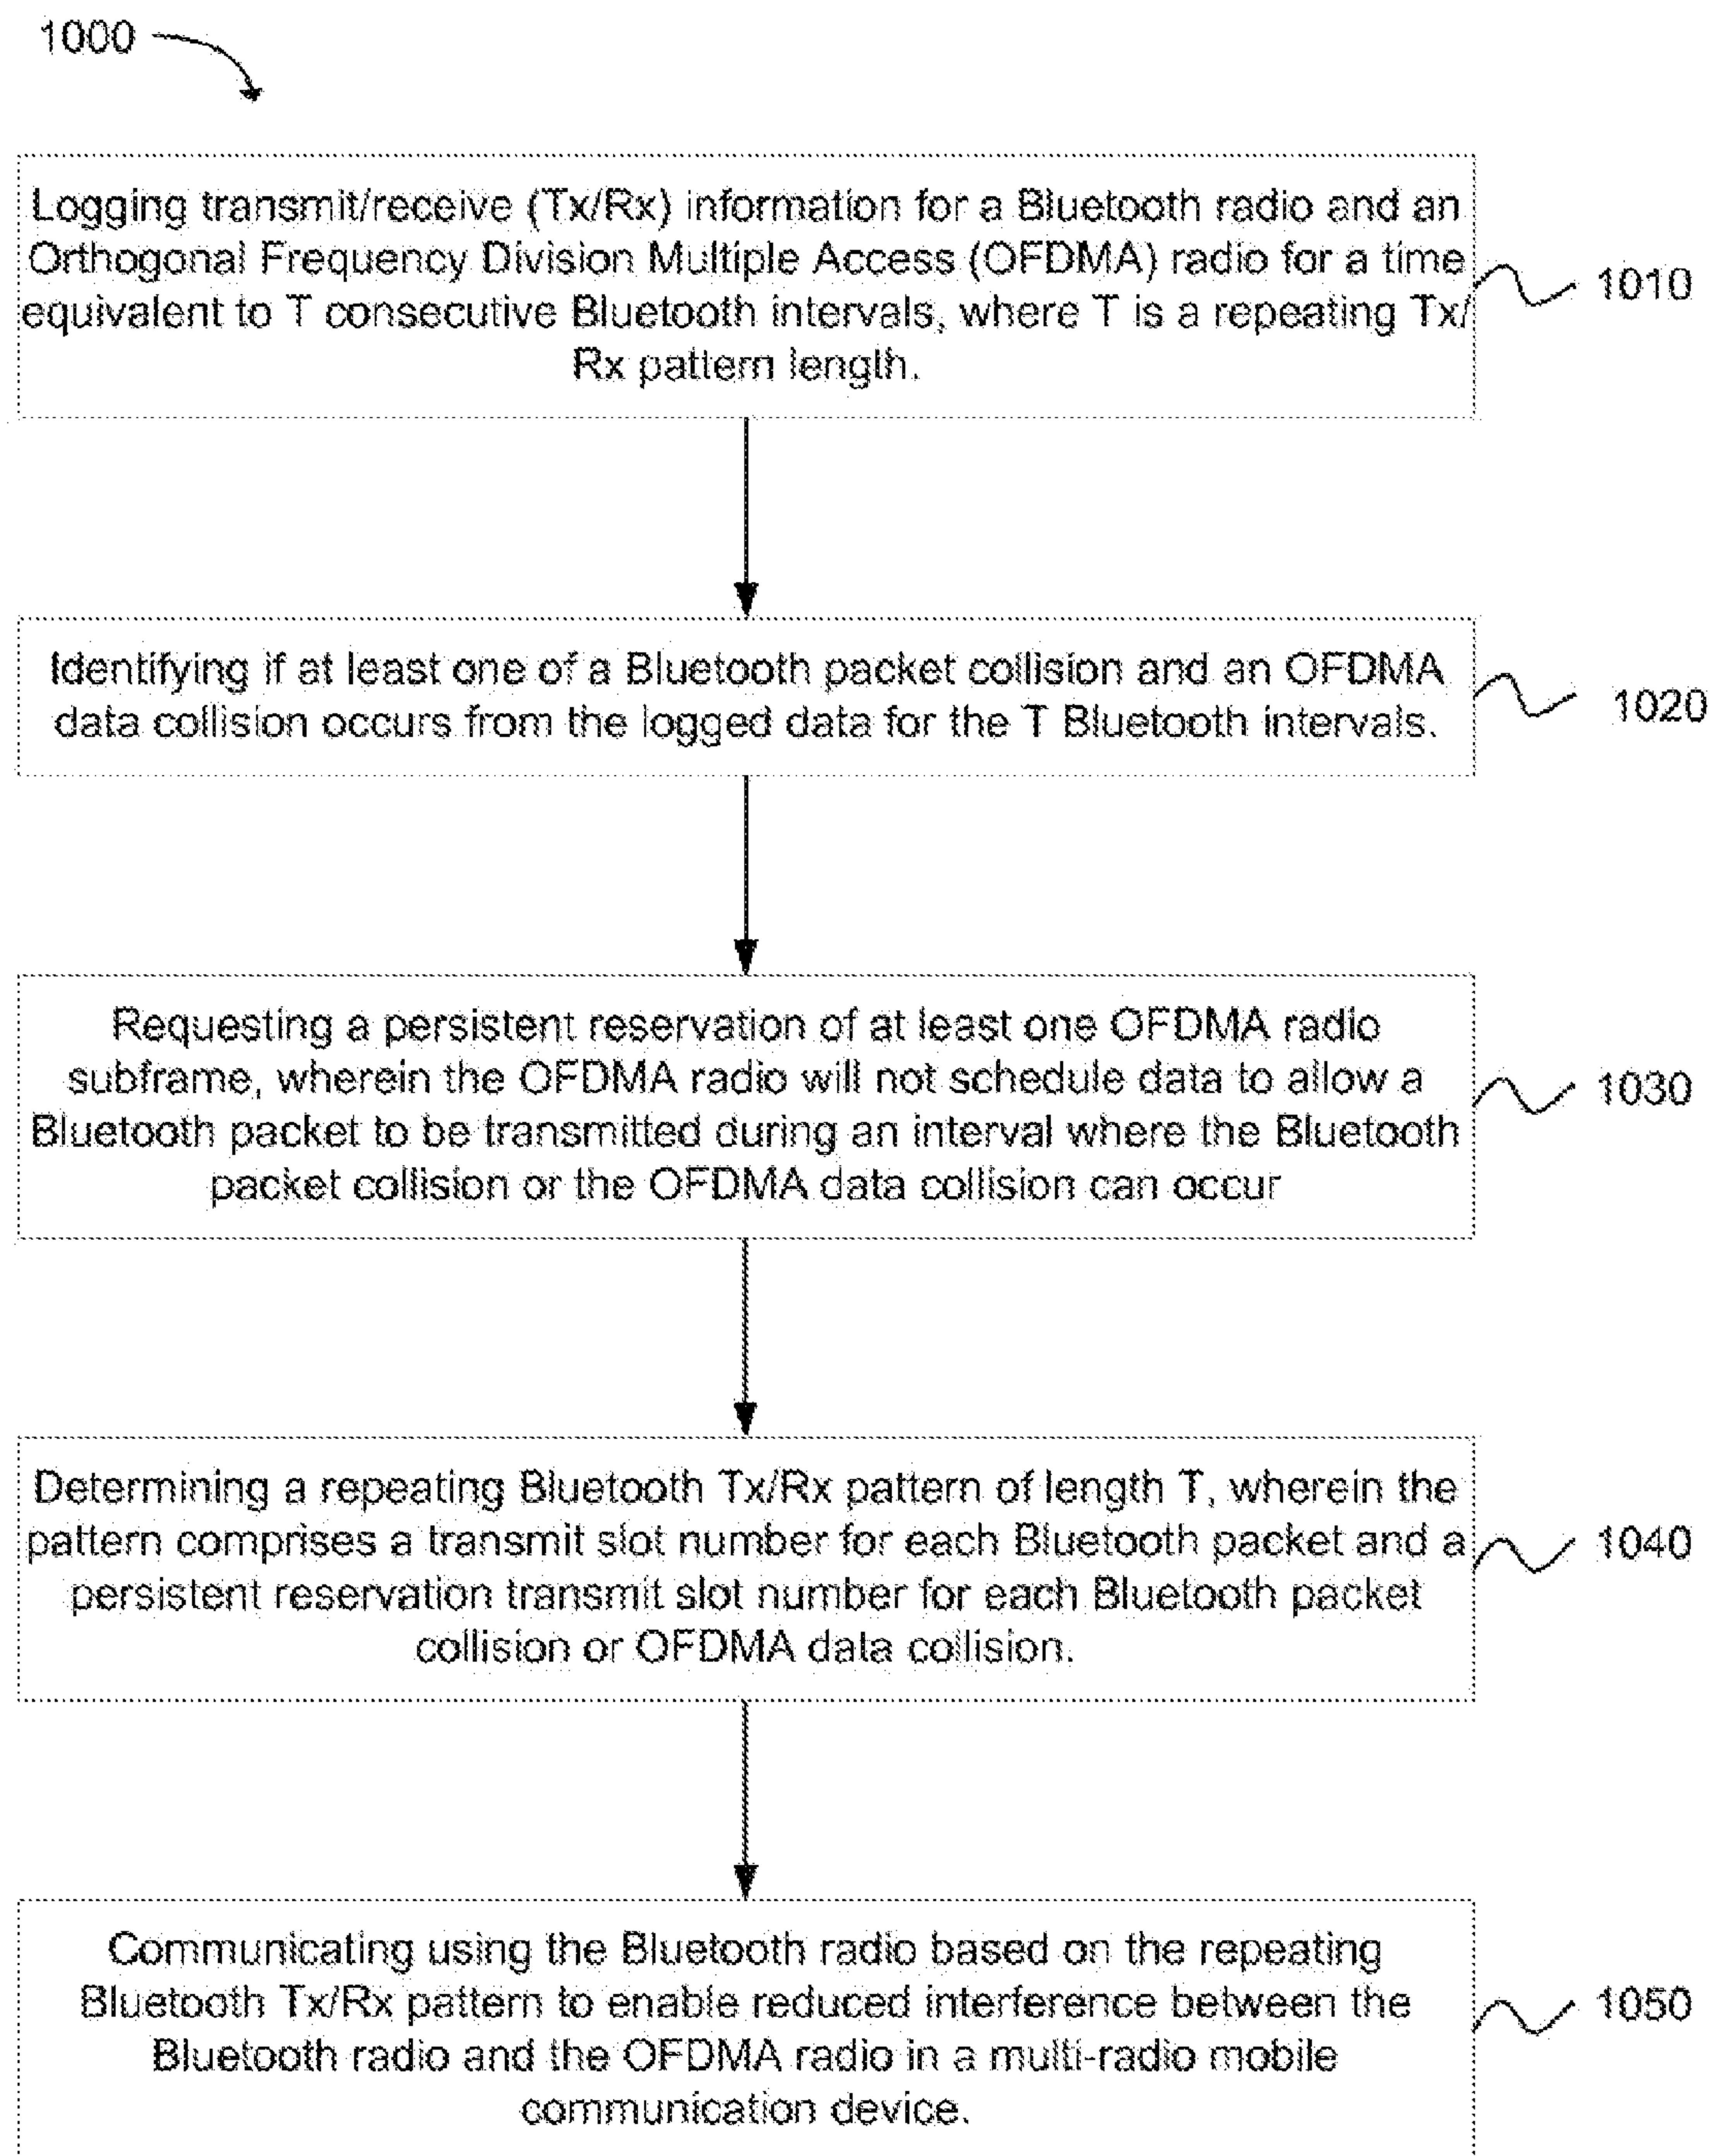 1000
Logging transmit/receive (Tx/Rx) information for a Bluetooth radio and an
Orthogonal Frequency Division Multiple Access (OFDMA) radio for a time
equivalent to T consecutive Bluetooth intervals, where T is a repeating Tx/
Rx pattern length.
1010
Identifying if at least one of a Bluetooth packet collision and an OFDMA
data collision occurs from the logged data for the T Bluetooth intervals.
1020
Requesting a persistent reservation of at least one OFDMA radio
subframe, wherein the OFDMA radio will not schedule data to allow a
Bluetooth packet to be transmitted during an interval where the Bluetooth
packet collision or the OFDMA data collision can occur
1030
Determining a repeating Bluetooth Tx/Rx pattern of length T, wherein the
pattern comprises a transmit slot number for each Bluetooth packet and a
persistent reservation transmit slot number for each Bluetooth packet
collision or OFDMA data collision.
1040
Communicating using the Bluetooth radio based on the repeating
Bluetooth Tx/Rx pattern to enable reduced interference between the
Bluetooth radio and the OFDMA radio in a multi-radio mobile
communication device.
1050